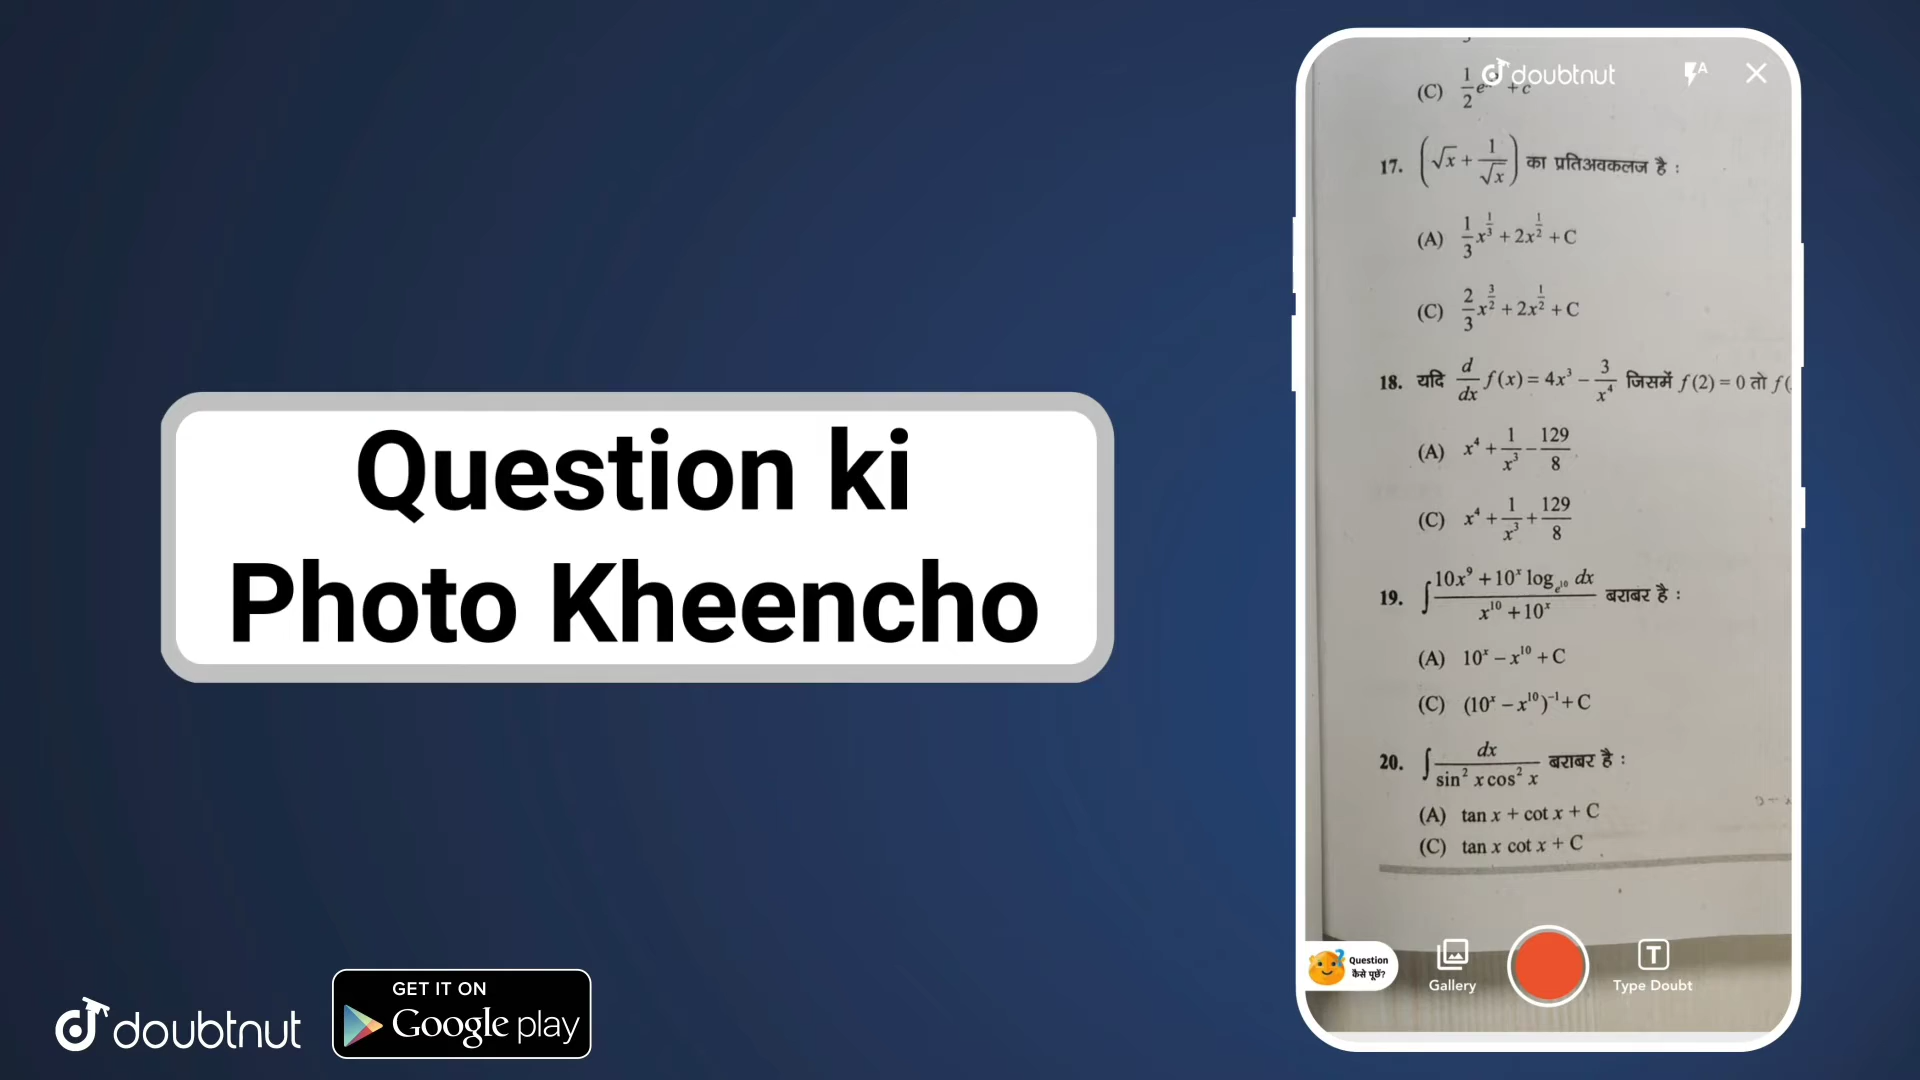 Question ki
Photo Kheencho
doubtnut
GET IT ON
Google play
doubtnut
A
(C) 1/2 e + c
17. (√x + 1/√x) का प्रतिअवकलज है :
(A) 1/3 x^(1/3) + 2x^(1/2) + C
(C) 2/3 x^(3/2) + 2x^(1/2) + C
18. यदि d/dx f(x) = 4x³ − 3/x⁴ जिसमें f(2) = 0 तो f(
(A) x⁴ + 1/x³ − 129/8
(C) x⁴ + 1/x³ + 129/8
19. ∫ (10x⁹ + 10ˣ log_e¹⁰ dx)/(x¹⁰ + 10ˣ) बराबर है :
(A) 10ˣ − x¹⁰ + C
(C) (10ˣ − x¹⁰)⁻¹ + C
20. ∫ dx/(sin² x cos² x) बराबर है :
(A) tan x + cot x + C
(C) tan x cot x + C
Question
कैसे पूछें?
Gallery
T
Type Doubt